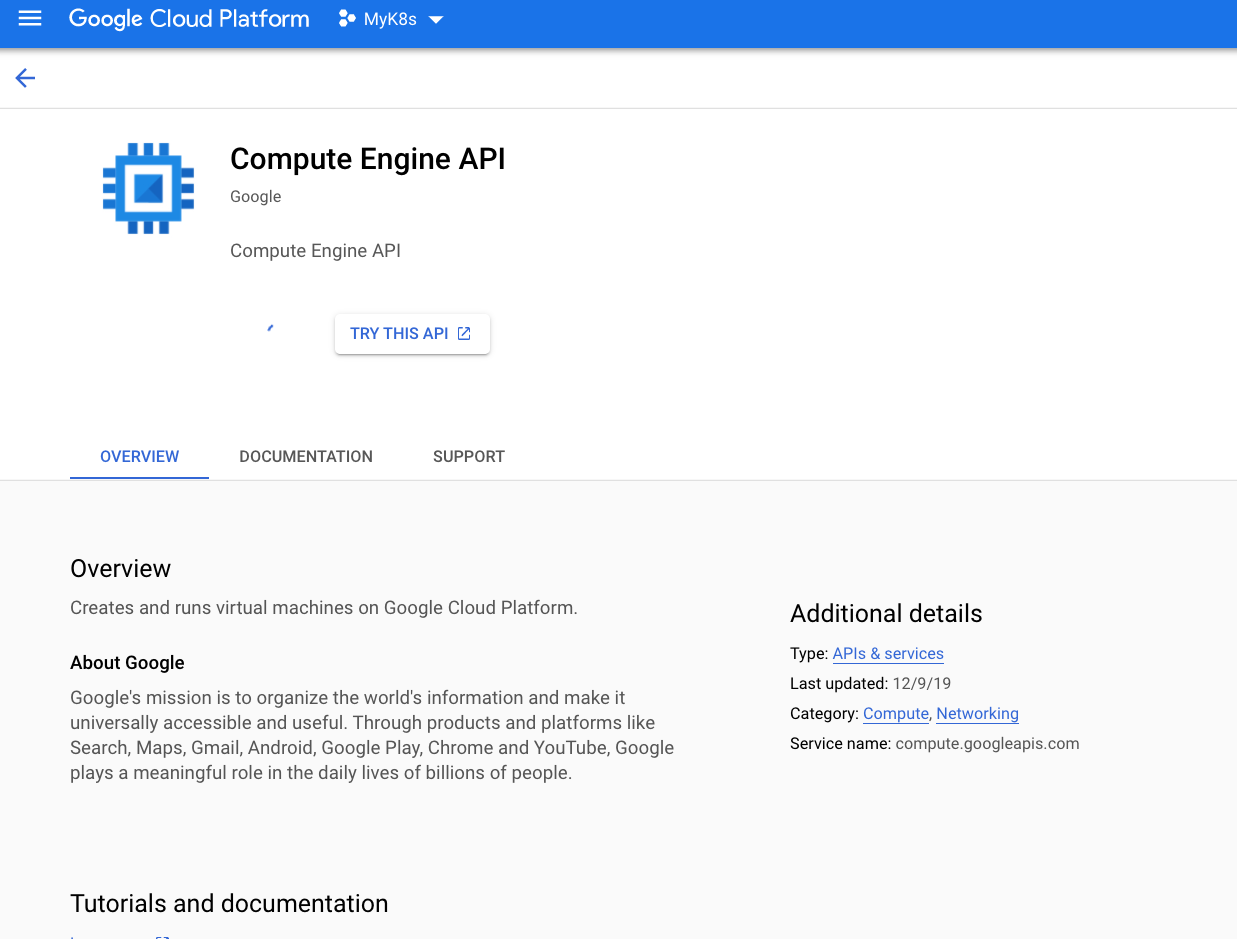 Google Cloud Platform MyK8s
Compute Engine API
Google
Compute Engine API
TRY THIS API
OVERVIEW DOCUMENTATION SUPPORT
Overview
Creates and runs virtual machines on Google Cloud Platform.
About Google
Google's mission is to organize the world's information and make it
universally accessible and useful. Through products and platforms like
Search, Maps, Gmail, Android, Google Play, Chrome and YouTube, Google
plays a meaningful role in the daily lives of billions of people.
Additional details
Type: APIs & services
Last updated: 12/9/19
Category: Compute, Networking
Service name: compute.googleapis.com
Tutorials and documentation